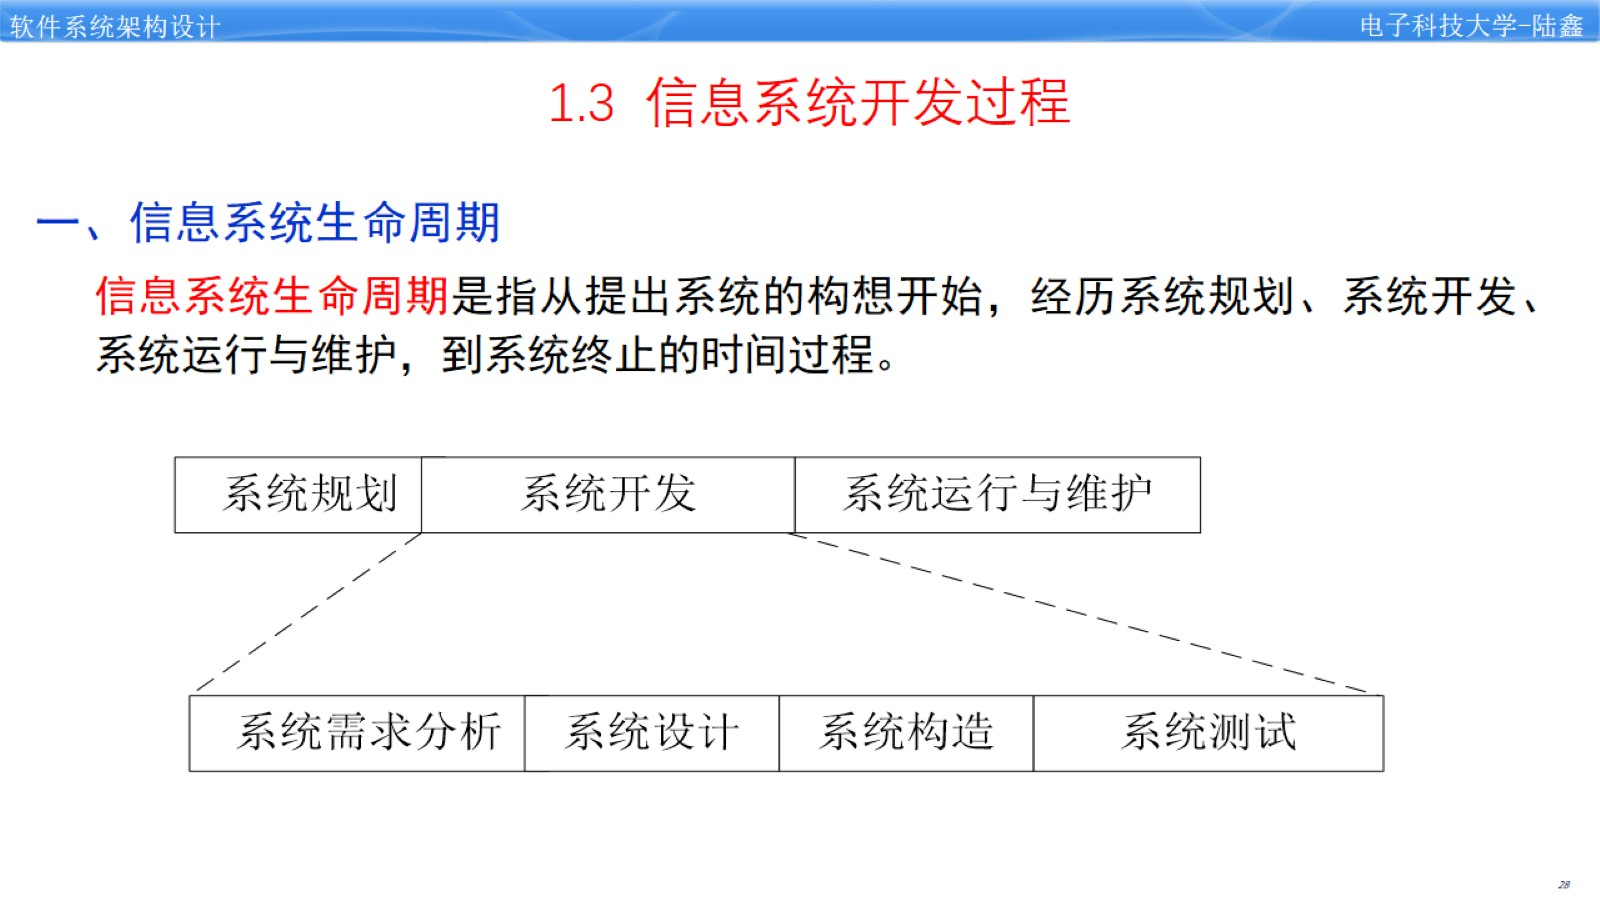 软件系统架构设计
电子科技大学-陆鑫
1.3 信息系统开发过程
一、信息系统生命周期
信息系统生命周期是指从提出系统的构想开始，经历系统规划、系统开发、
系统运行与维护，到系统终止的时间过程。
系统规划 系统开发 系统运行与维护
系统需求分析 系统设计 系统构造 系统测试
28